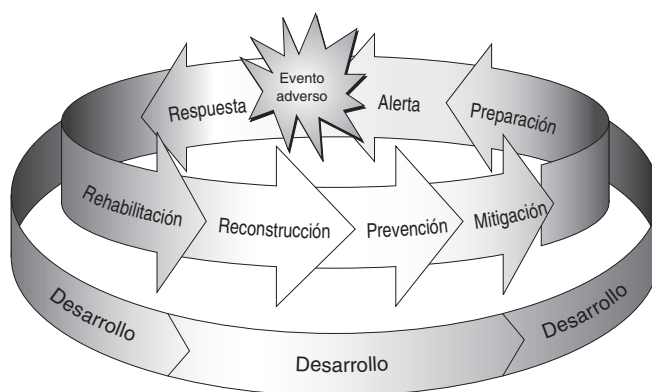 Evento
adverso
Respuesta
Alerta
Preparación
Rehabilitación
Reconstrucción
Prevención
Mitigación
Desarrollo
Desarrollo
Desarrollo